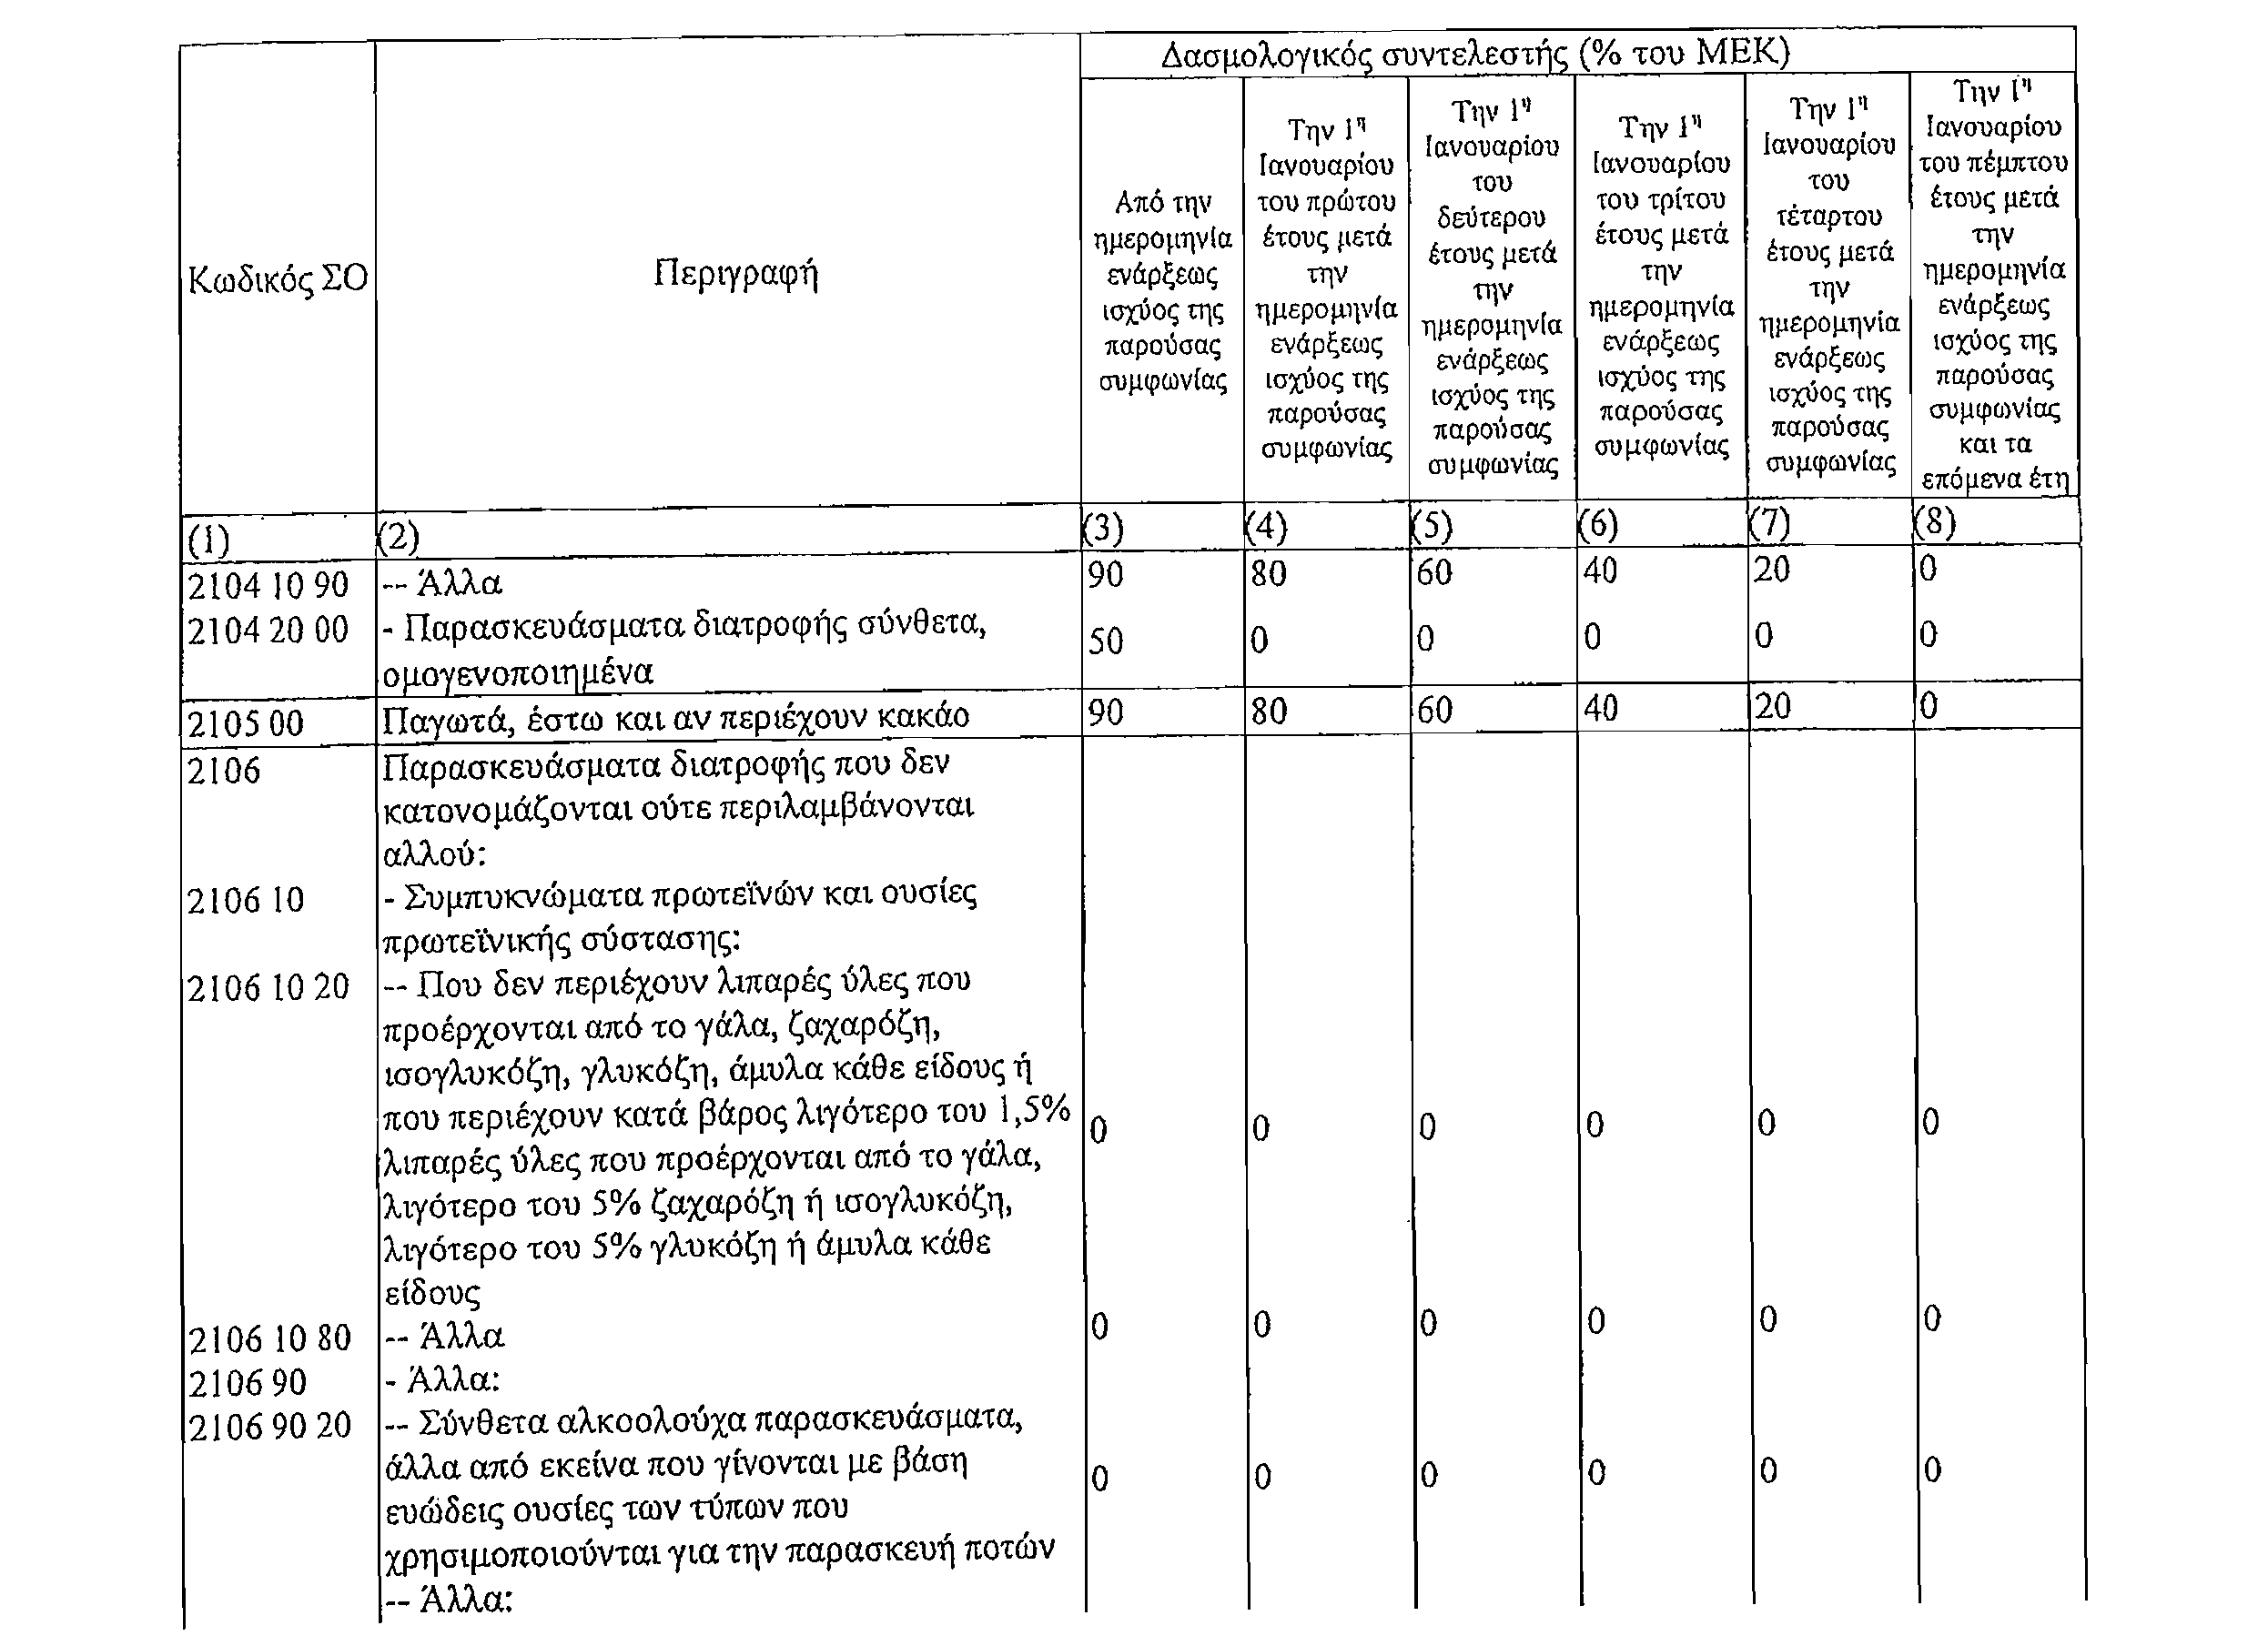 Δασμολογικός συντελεστής (% του ΜΕΚ)
Κωδικός ΣΟ
Περιγραφή
Από την
ημερομηνία
ενάρξεως
ισχύος της
παρούσας
συμφωνίας
Την 1η
Ιανουαρίου
του πρώτου
έτους μετά
την
ημερομηνία
ενάρξεως
ισχύος της
παρούσας
συμφωνίας
Την 1η
Ιανουαρίου
του
δεύτερου
έτους μετά
την
ημερομηνία
ενάρξεως
ισχύος της
παρούσας
συμφωνίας
Την 1η
Ιανουαρίου
του τρίτου
έτους μετά
την
ημερομηνία
ενάρξεως
ισχύος της
παρούσας
συμφωνίας
Την 1η
Ιανουαρίου
του
τέταρτου
έτους μετά
την
ημερομηνία
ενάρξεως
ισχύος της
παρούσας
συμφωνίας
Την 1η
Ιανουαρίου
του πέμπτου
έτους μετά
την
ημερομηνία
ενάρξεως
ισχύος της
παρούσας
συμφωνίας
και τα
επόμενα έτη
(1) (2) (3) (4) (5) (6) (7) (8)
2104 10 90 -- Άλλα 90 80 60 40 20 0
2104 20 00 - Παρασκευάσματα διατροφής σύνθετα, 50 0 0 0 0 0
ομογενοποιημένα
2105 00 Παγωτά, έστω και αν περιέχουν κακάο 90 80 60 40 20 0
2106 Παρασκευάσματα διατροφής που δεν
κατονομάζονται ούτε περιλαμβάνονται
αλλού:
2106 10 - Συμπυκνώματα πρωτεϊνών και ουσίες
πρωτεϊνικής σύστασης:
2106 10 20 -- Που δεν περιέχουν λιπαρές ύλες που
προέρχονται από το γάλα, ζαχαρόζη,
ισογλυκόζη, γλυκόζη, άμυλα κάθε είδους ή
που περιέχουν κατά βάρος λιγότερο του 1,5% 0 0 0 0 0 0
λιπαρές ύλες που προέρχονται από το γάλα,
λιγότερο του 5% ζαχαρόζη ή ισογλυκόζη,
λιγότερο του 5% γλυκόζη ή άμυλα κάθε
είδους
2106 10 80 -- Άλλα 0 0 0 0 0 0
2106 90 - Άλλα:
2106 90 20 -- Σύνθετα αλκοολούχα παρασκευάσματα,
άλλα από εκείνα που γίνονται με βάση 0 0 0 0 0 0
ευώδεις ουσίες των τύπων που
χρησιμοποιούνται για την παρασκευή ποτών
-- Άλλα: